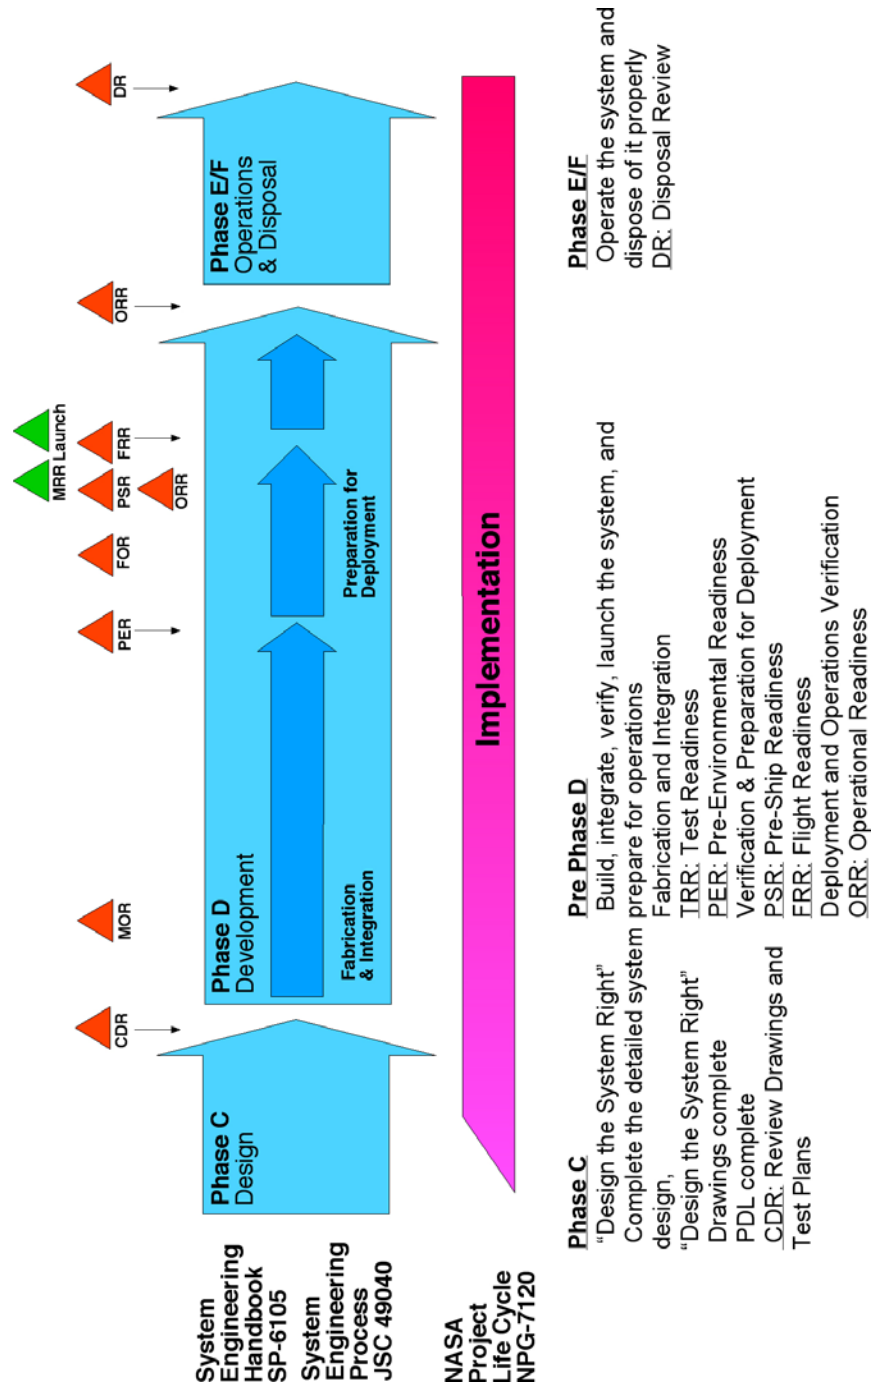 MRR Launch
CDR
MOR
PER
FOR
PSR
FRR
ORR
DR
ORR
System
Engineering
Handbook
SP-6105
System
Engineering
Process
JSC 49040
Phase C
Design
Phase D
Development
Fabrication
& Integration
Preparation for
Deployment
Phase E/F
Operations
& Disposal
NASA
Project
Life Cycle
NPG-7120
Implementation
Phase C
“Design the System Right”
Complete the detailed system
design,
“Design the System Right”
Drawings complete
PDL complete
CDR: Review Drawings and
Test Plans
Pre Phase D
Build, integrate, verify, launch the system, and
prepare for operations
Fabrication and Integration
TRR: Test Readiness
PER: Pre-Environmental Readiness
Verification & Preparation for Deployment
PSR: Pre-Ship Readiness
FRR: Flight Readiness
Deployment and Operations Verification
ORR: Operational Readiness
Phase E/F
Operate the system and
dispose of it properly
DR: Disposal Review